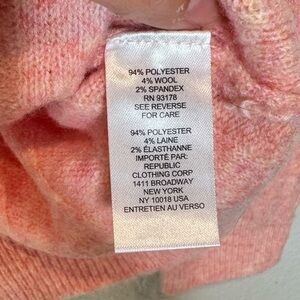 94% POLYESTER
4% WOOL
2% SPANDEX
RN 93178
SEE REVERSE
FOR CARE
94% POLYESTER
4% LAINE
2% ÉLASTHANNE
IMPORTÉ PAR:
REPUBLIC
CLOTHING CORP
1411 BROADWAY
NEW YORK
NY 10018 USA
ENTRETIEN AU VERSO